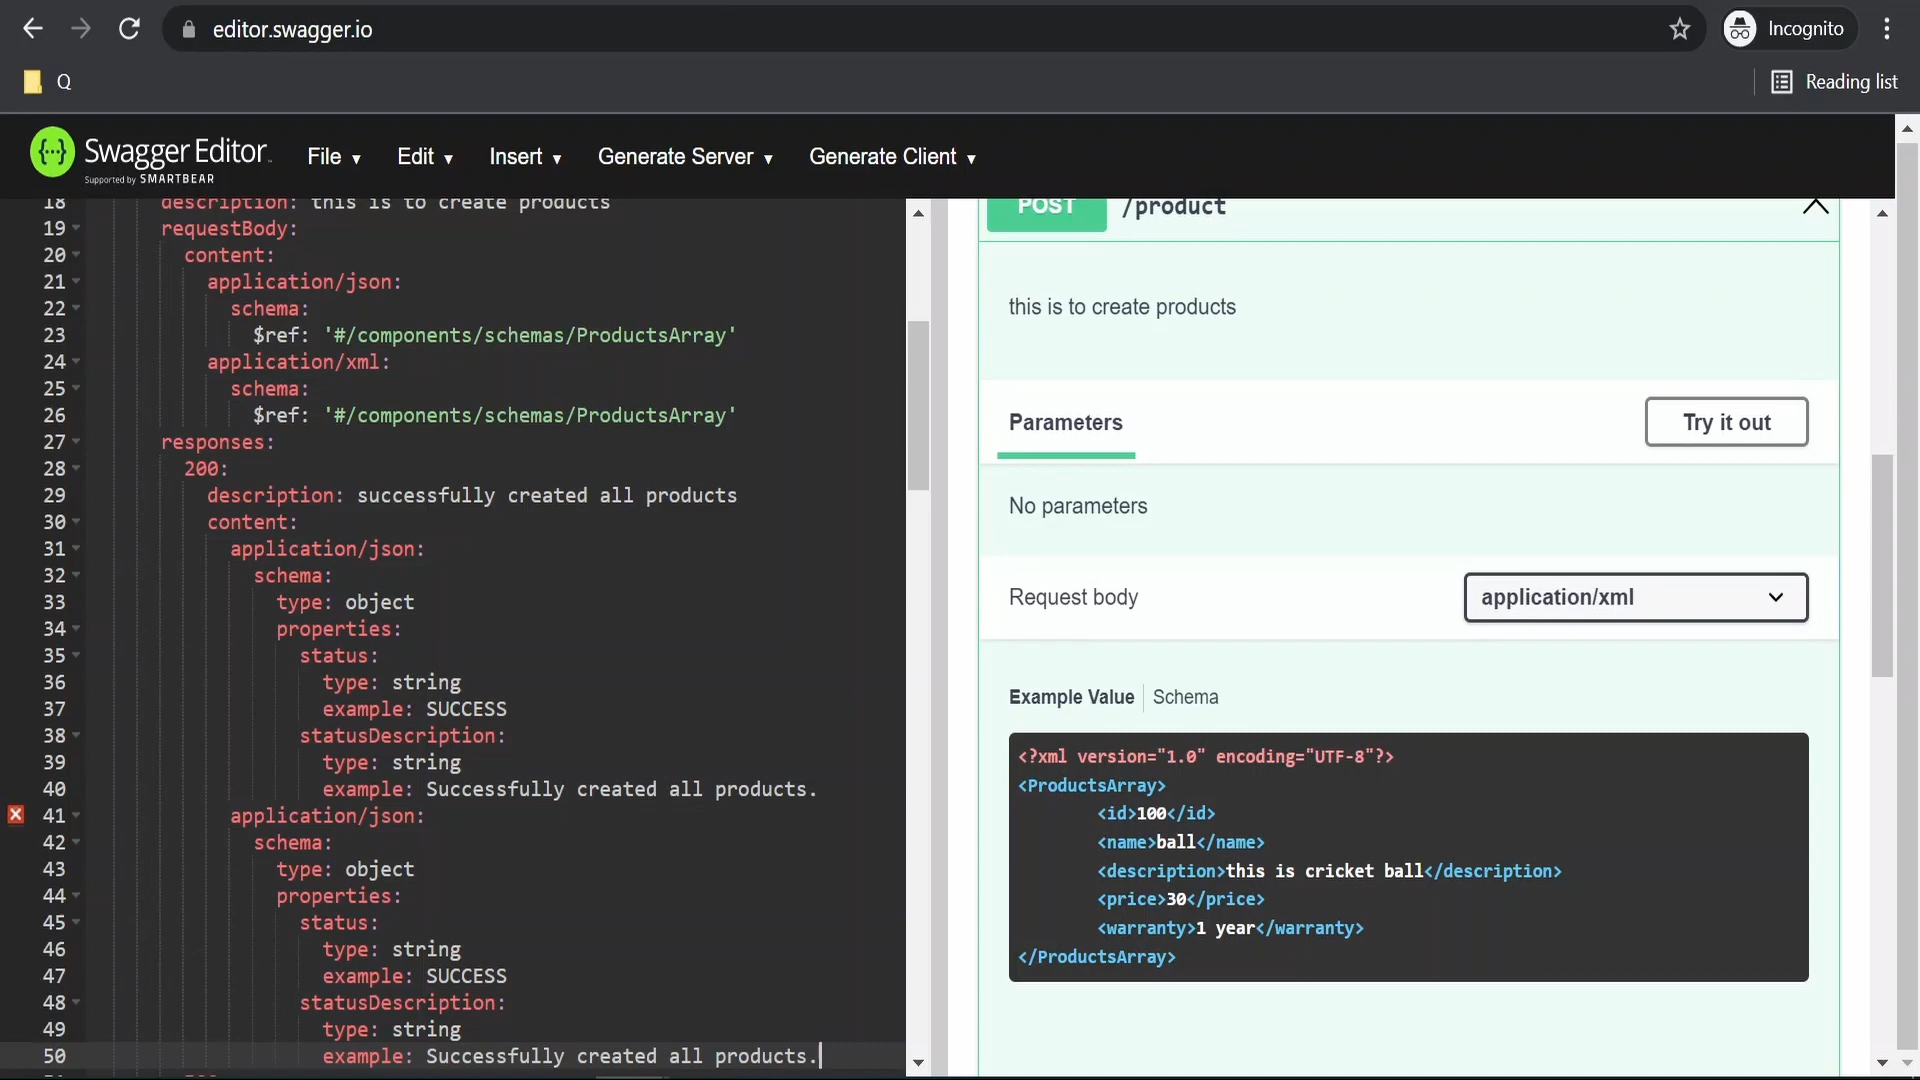 editor.swagger.io
Incognito
Q
Reading list
Swagger Editor
Supported by SMARTBEAR
File
Edit
Insert
Generate Server
Generate Client
18 description: this is to create products
19 requestBody:
20 content:
21 application/json:
22 schema:
23 $ref: '#/components/schemas/ProductsArray'
24 application/xml:
25 schema:
26 $ref: '#/components/schemas/ProductsArray'
27 responses:
28 200:
29 description: successfully created all products
30 content:
31 application/json:
32 schema:
33 type: object
34 properties:
35 status:
36 type: string
37 example: SUCCESS
38 statusDescription:
39 type: string
40 example: Successfully created all products.
41 application/json:
42 schema:
43 type: object
44 properties:
45 status:
46 type: string
47 example: SUCCESS
48 statusDescription:
49 type: string
50 example: Successfully created all products.
POST /product
this is to create products
Parameters
Try it out
No parameters
Request body
application/xml
Example Value
Schema
<?xml version="1.0" encoding="UTF-8"?>
<ProductsArray>
<id>100</id>
<name>ball</name>
<description>this is cricket ball</description>
<price>30</price>
<warranty>1 year</warranty>
</ProductsArray>